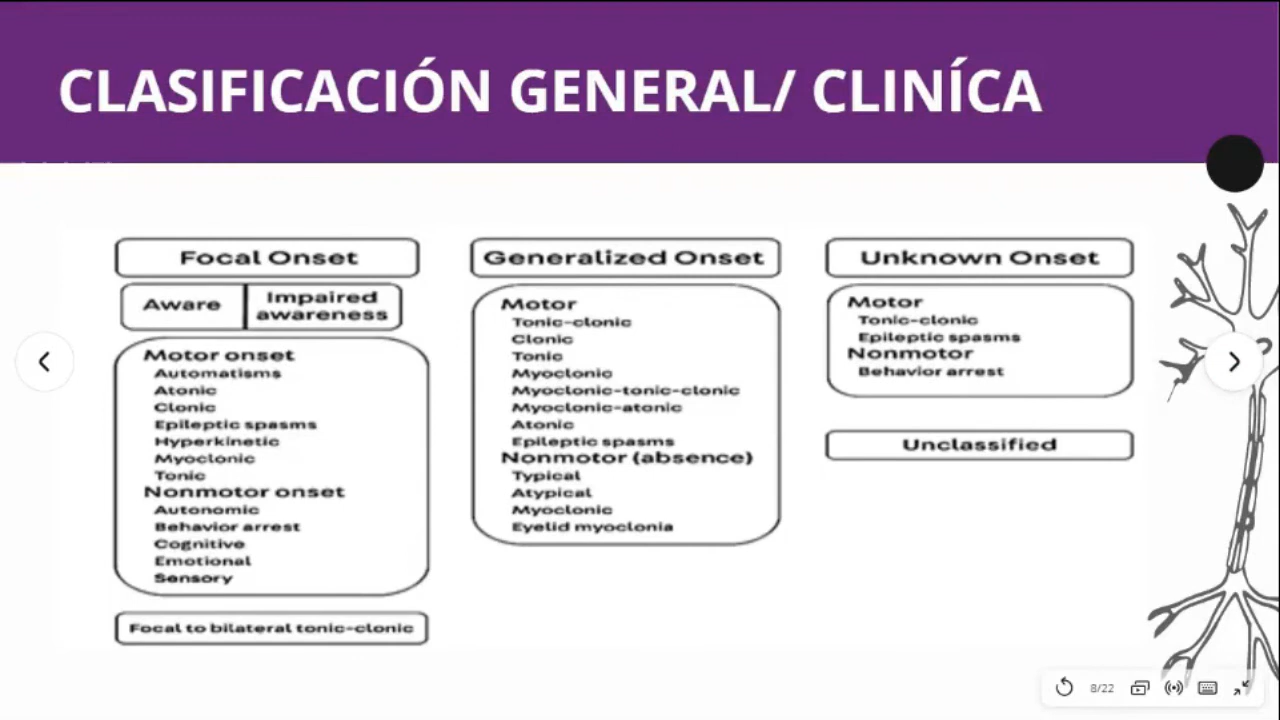 CLASIFICACIÓN GENERAL/ CLINÍCA
Focal Onset
Aware
Impaired
awareness
Motor onset
Automatisms
Atonic
Clonic
Epileptic spasms
Hyperkinetic
Myoclonic
Tonic
Nonmotor onset
Autonomic
Behavior arrest
Cognitive
Emotional
Sensory
Focal to bilateral tonic-clonic
Generalized Onset
Motor
Tonic-clonic
Clonic
Tonic
Myoclonic
Myoclonic-tonic-clonic
Myoclonic-atonic
Atonic
Epileptic spasms
Nonmotor (absence)
Typical
Atypical
Myoclonic
Eyelid myoclonia
Unknown Onset
Motor
Tonic-clonic
Epileptic spasms
Nonmotor
Behavior arrest
Unclassified
8/22